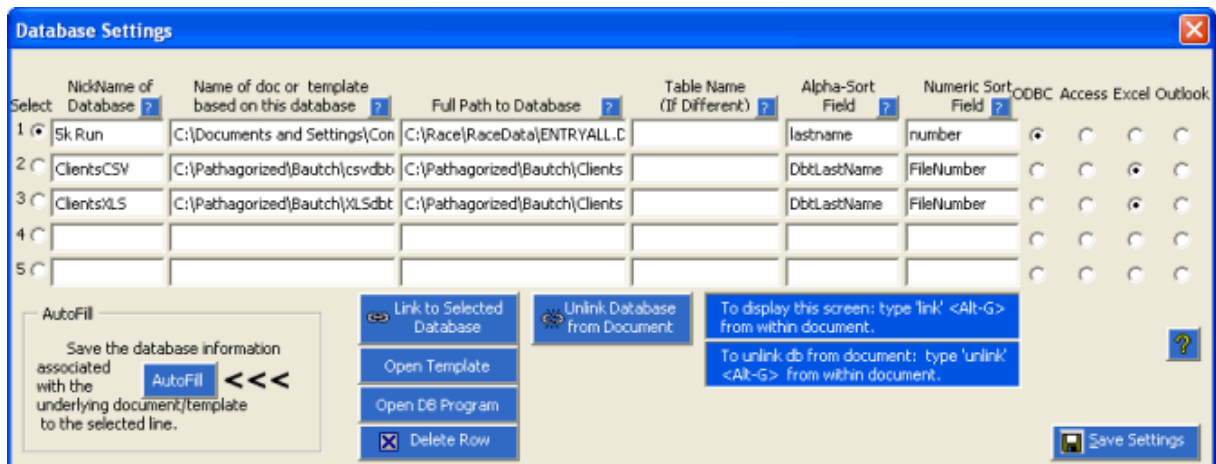 Database Settings
NickName of Database ?
Name of doc or template based on this database ?
Full Path to Database ?
Table Name (If Different) ?
Alpha-Sort Field ?
Numeric Sort Field ?
Select
ODBC Access Excel Outlook
1 5k Run C:\Documents and Settings\Con C:\Race\RaceData\ENTRYALL.D lastname number
2 ClientsCSV C:\Pathagorized\Bautch\csvdbt C:\Pathagorized\Bautch\Clients DbtLastName FileNumber
3 ClientsXLS C:\Pathagorized\Bautch\XLSdbt C:\Pathagorized\Bautch\Clients DbtLastName FileNumber
4
5
AutoFill
Save the database information
associated
with the
AutoFill <<<
underlying document/template
to the selected line.
Link to Selected
Database
Open Template
Open DB Program
Delete Row
Unlink Database
from Document
To display this screen: type 'link' <Alt-G>
from within document.
To unlink db from document: type 'unlink'
<Alt-G> from within document.
?
Save Settings